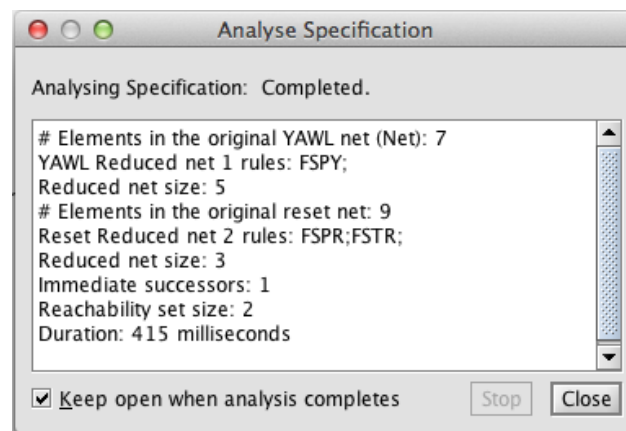 Analyse Specification
Analysing Specification: Completed.
# Elements in the original YAWL net (Net): 7
YAWL Reduced net 1 rules: FSPY;
Reduced net size: 5
# Elements in the original reset net: 9
Reset Reduced net 2 rules: FSPR;FSTR;
Reduced net size: 3
Immediate successors: 1
Reachability set size: 2
Duration: 415 milliseconds
Keep open when analysis completes Stop Close